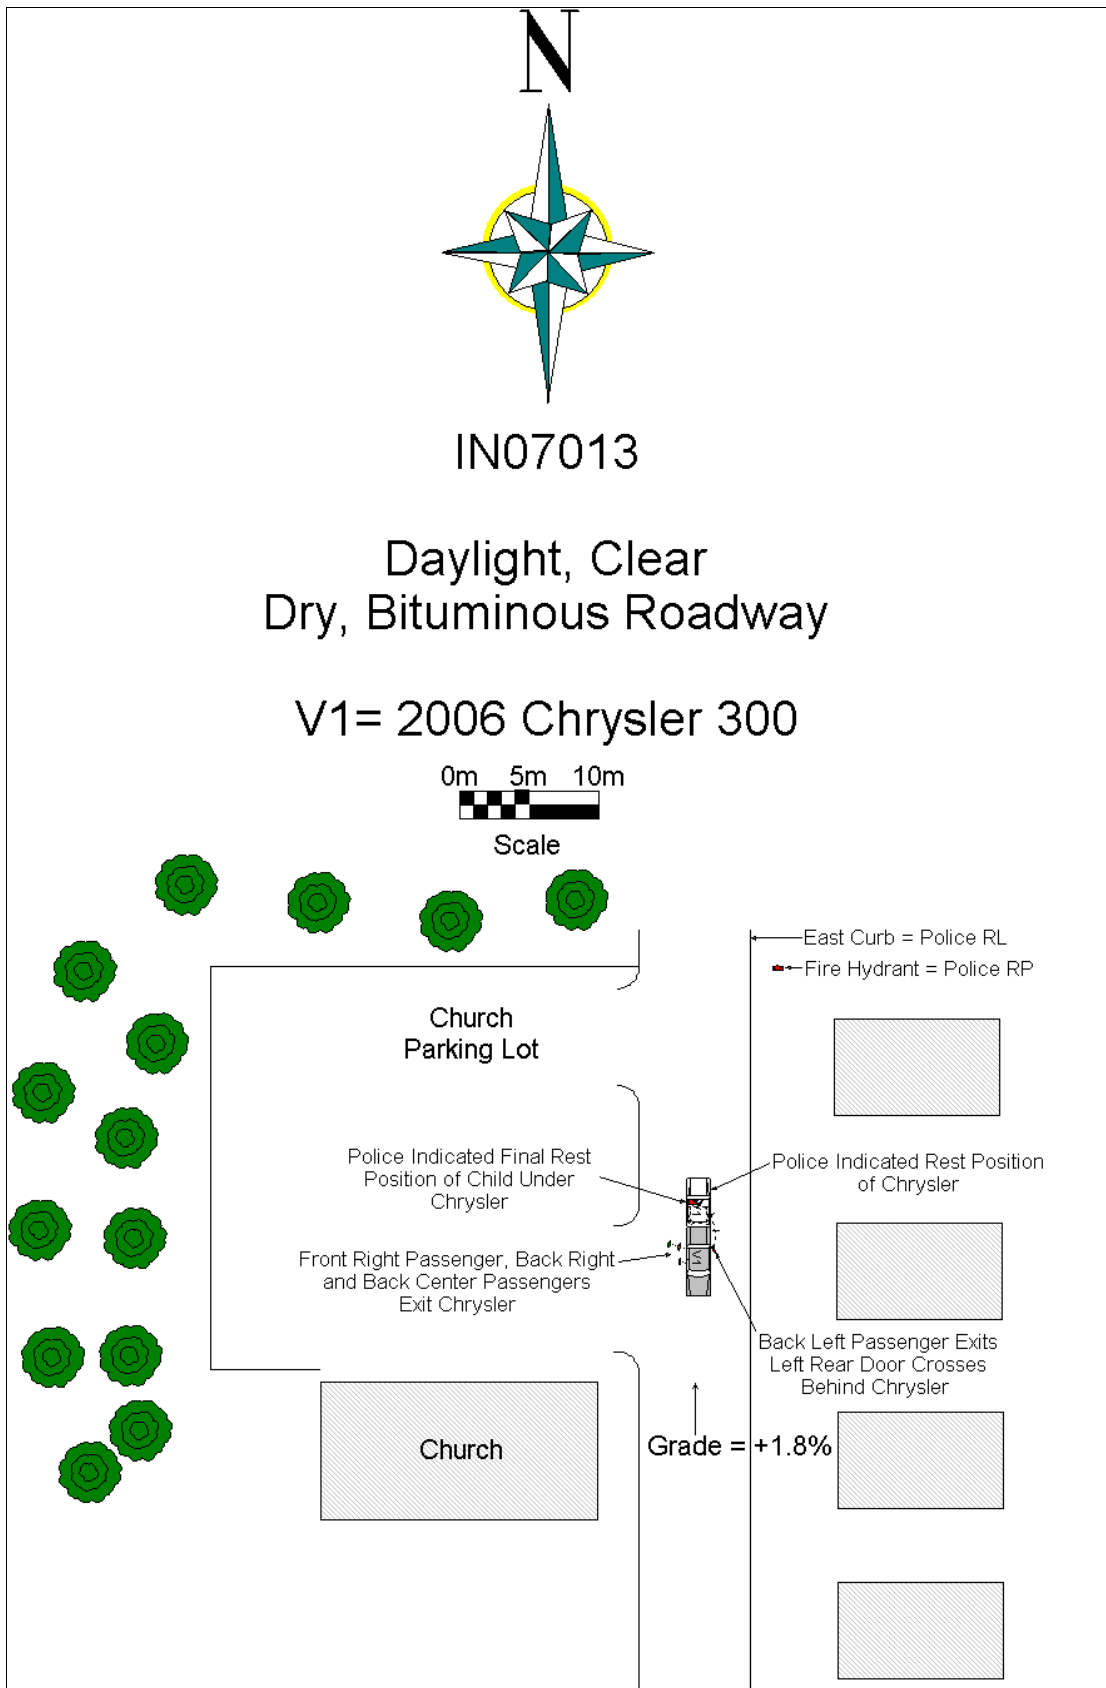 N
IN07013
Daylight, Clear
Dry, Bituminous Roadway
V1= 2006 Chrysler 300
0m 5m 10m
Scale
East Curb = Police RL
Fire Hydrant = Police RP
Church
Parking Lot
Police Indicated Final Rest
Position of Child Under
Chrysler
Police Indicated Rest Position
of Chrysler
Front Right Passenger, Back Right
and Back Center Passengers
Exit Chrysler
V1
Back Left Passenger Exits
Left Rear Door Crosses
Behind Chrysler
Grade = +1.8%
Church